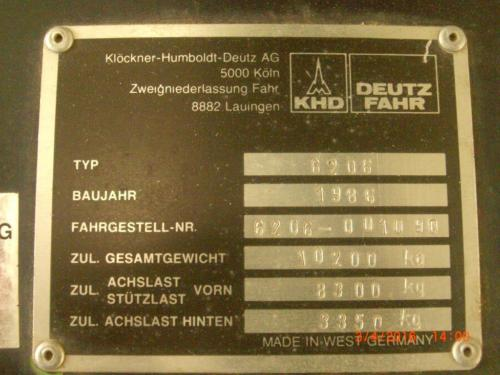 Klöckner-Humboldt-Deutz AG
5000 Köln
Zweigniederlassung Fahr
8882 Lauingen
KHD
DEUTZ
FAHR
TYP 6206
BAUJAHR 1986
FAHRGESTELL-NR. 6206-001090
ZUL. GESAMTGEWICHT 10200 kg
ZUL. ACHSLAST STÜTZLAST VORN 8300 kg
ZUL. ACHSLAST HINTEN 3350 kg
MADE IN WEST GERMANY
G